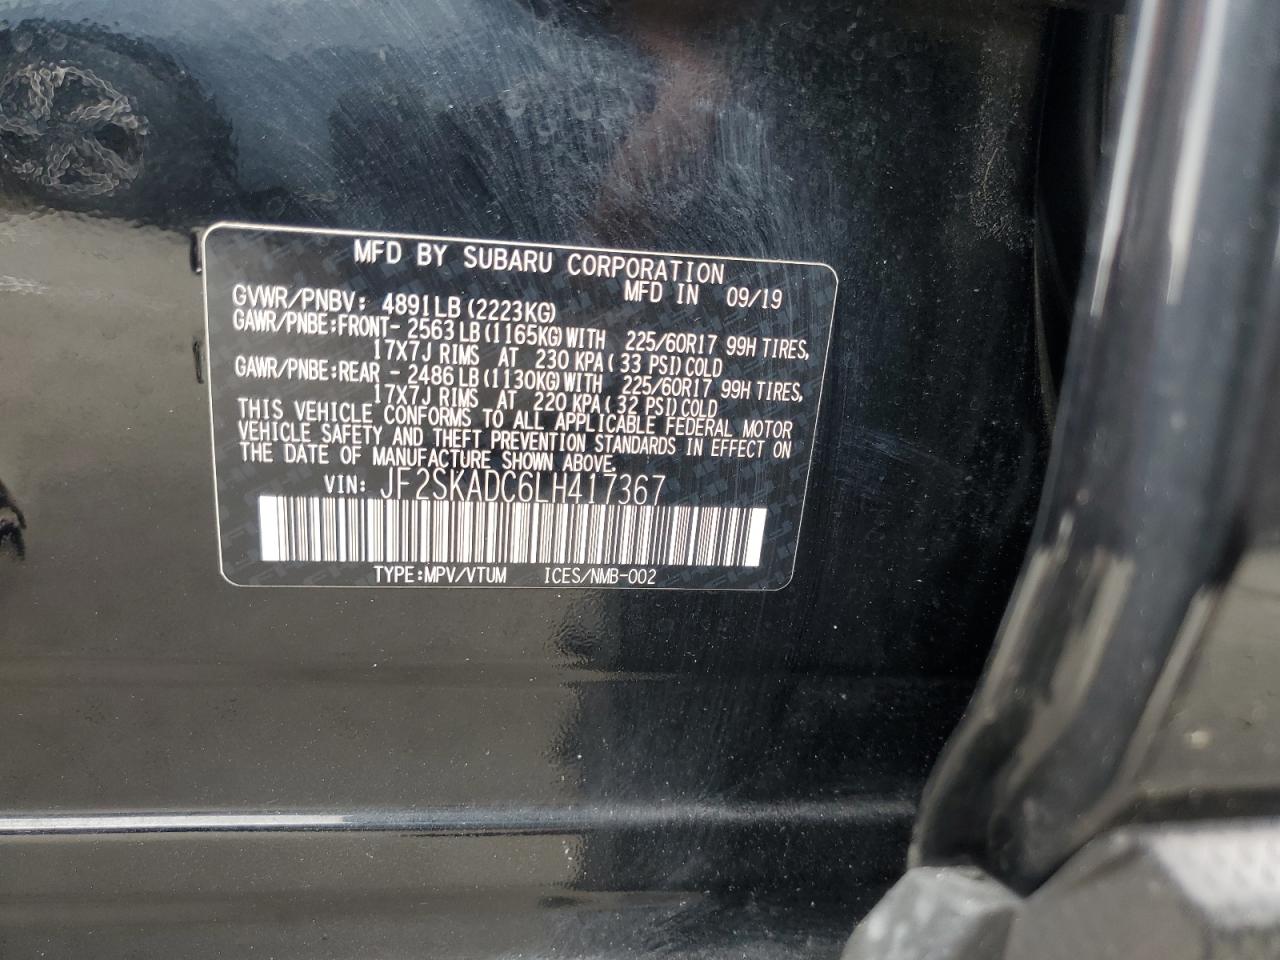 MFD BY SUBARU CORPORATION
MFD IN 09/19
GVWR/PNBV: 4891LB (2223KG)
GAWR/PNBE:FRONT- 2563LB (1165KG) WITH 225/60R17 99H TIRES,
17X7J RIMS AT 230 KPA (33 PSI) COLD
GAWR/PNBE:REAR - 2486LB (1130KG) WITH 225/60R17 99H TIRES,
17X7J RIMS AT 220 KPA (32 PSI) COLD
THIS VEHICLE CONFORMS TO ALL APPLICABLE FEDERAL MOTOR
VEHICLE SAFETY AND THEFT PREVENTION STANDARDS IN EFFECT ON
THE DATE OF MANUFACTURE SHOWN ABOVE.
VIN: JF2SKADC6LH417367
TYPE:MPV/VTUM ICES/NMB-002